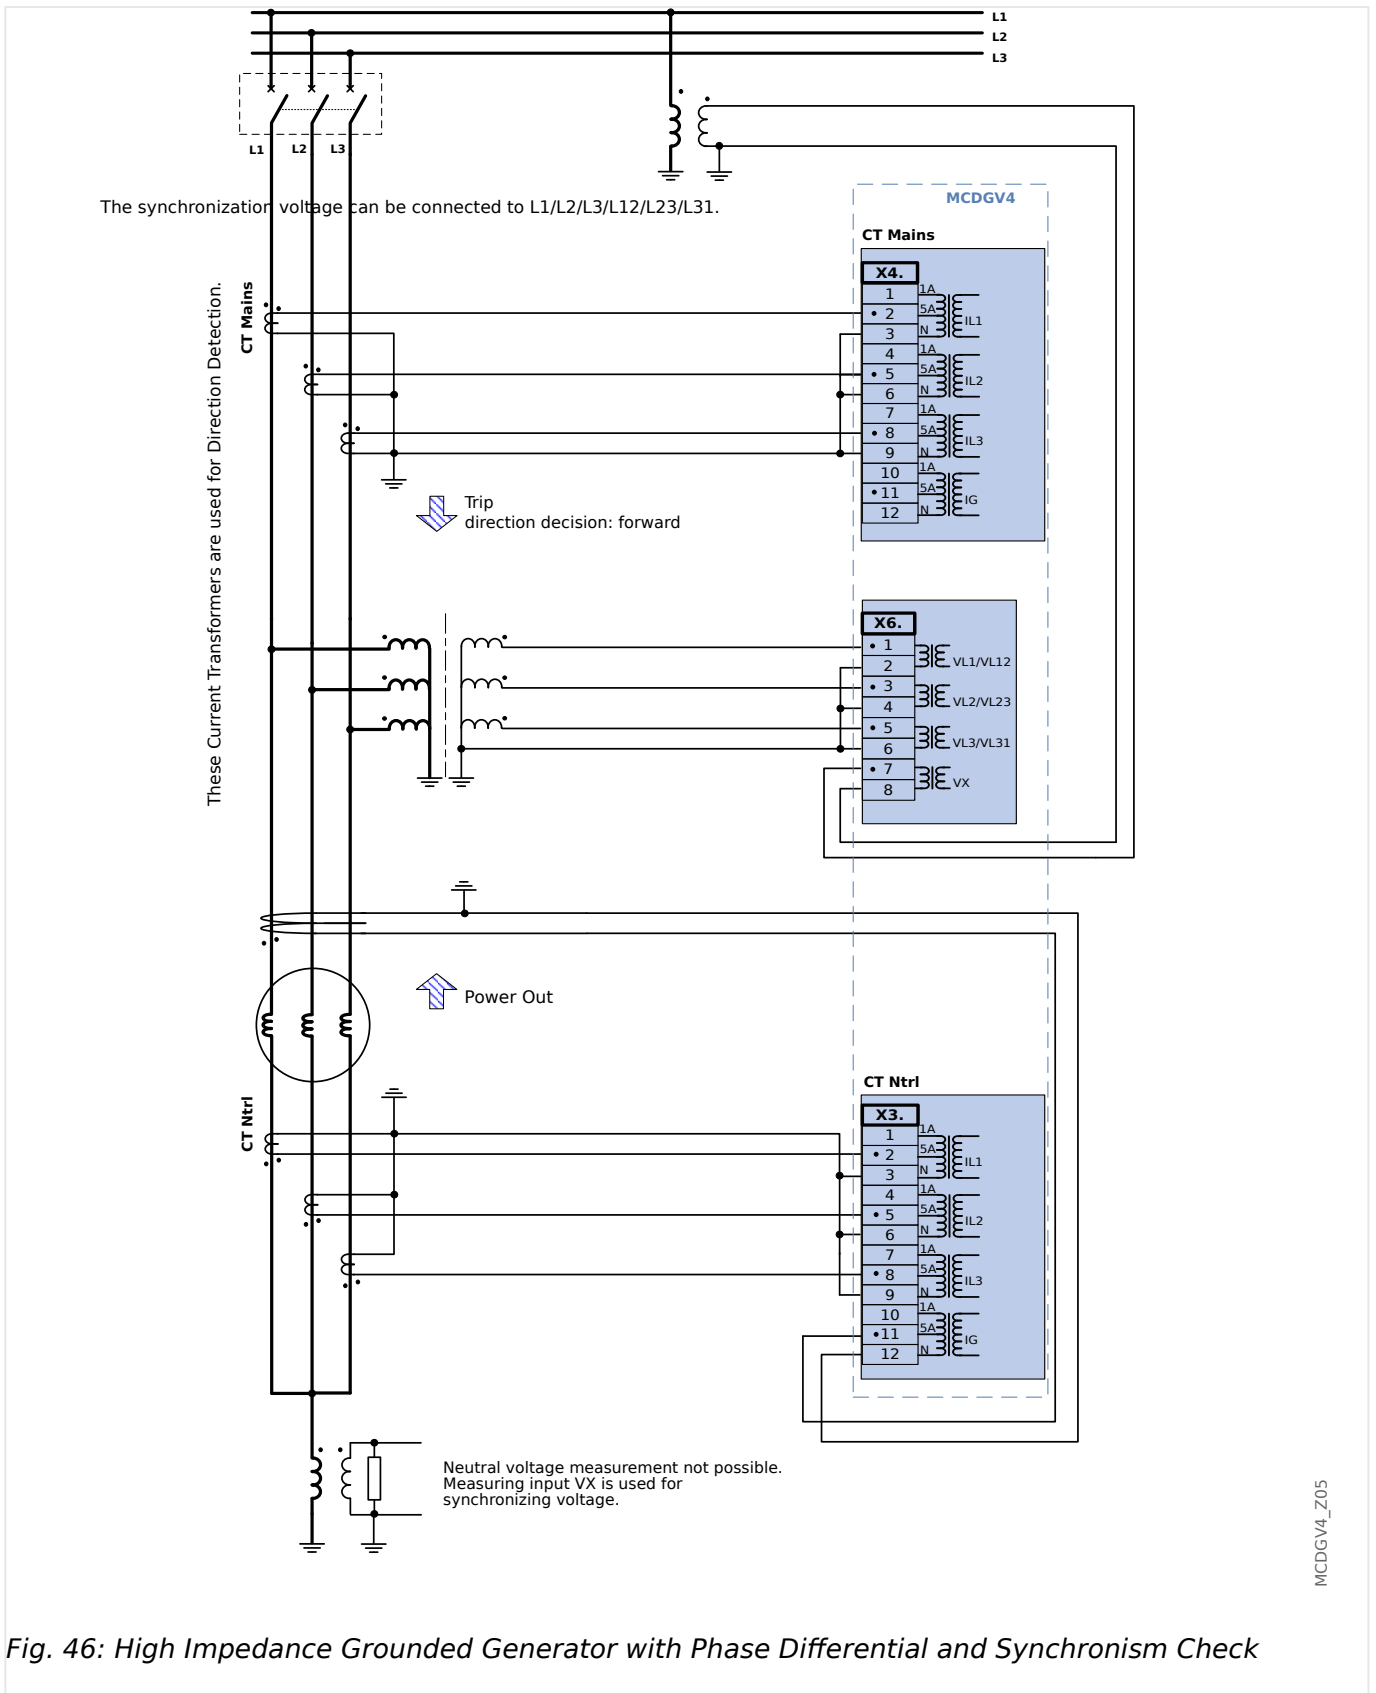 L1
L2
L3
L1 L2 L3
The synchronization voltage can be connected to L1/L2/L3/L12/L23/L31.
MCDGV4
CT Mains
X4.
1 1A
2 5A IL1
3 N
4 1A
5 5A IL2
6 N
7 1A
8 5A IL3
9 N
10 1A
11 5A IG
12 N
CT Mains
These Current Transformers are used for Direction Detection.
Trip
direction decision: forward
X6.
1
2 VL1/VL12
3
4 VL2/VL23
5
6 VL3/VL31
7
8 VX
Power Out
CT Ntrl
CT Ntrl
X3.
1 1A
2 5A IL1
3 N
4 1A
5 5A IL2
6 N
7 1A
8 5A IL3
9 N
10 1A
11 5A IG
12 N
Neutral voltage measurement not possible.
Measuring input VX is used for
synchronizing voltage.
MCDGV4_Z05
Fig. 46: High Impedance Grounded Generator with Phase Differential and Synchronism Check